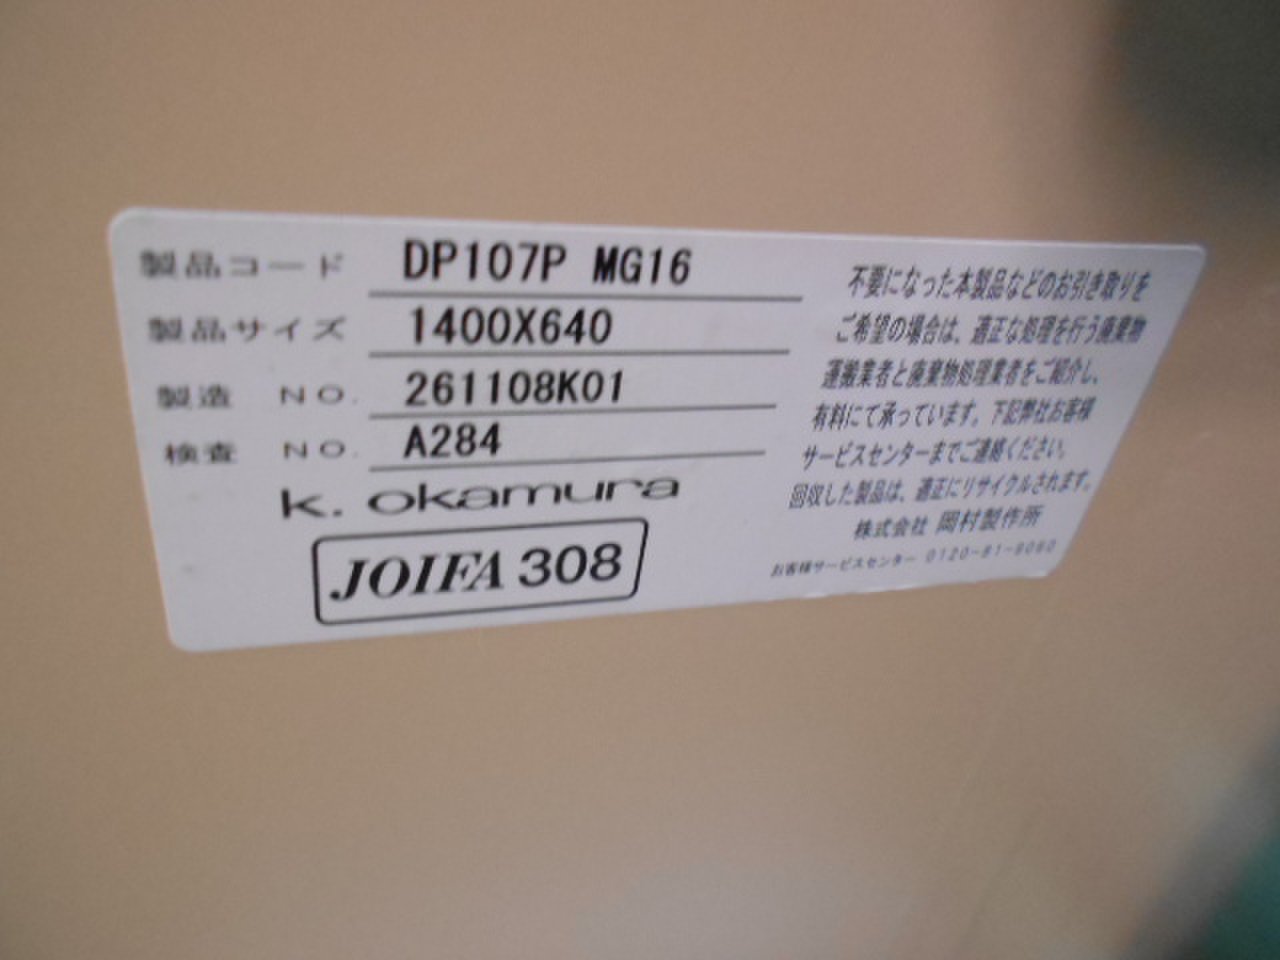 製品コード DP107P MG16
製品サイズ 1400X640
製造 NO. 261108K01
検査 NO. A284
k. okamura
JOIFA 308
不要になった本製品などのお引き取りを
ご希望の場合は、適正な処理を行う廃棄物
運搬業者と廃棄物処理業者をご紹介し、
有料にて承っています。下記弊社お客様
サービスセンターまでご連絡ください。
回収した製品は、適正にリサイクルされます。
株式会社 岡村製作所
お客様サービスセンター 0120-81-9060